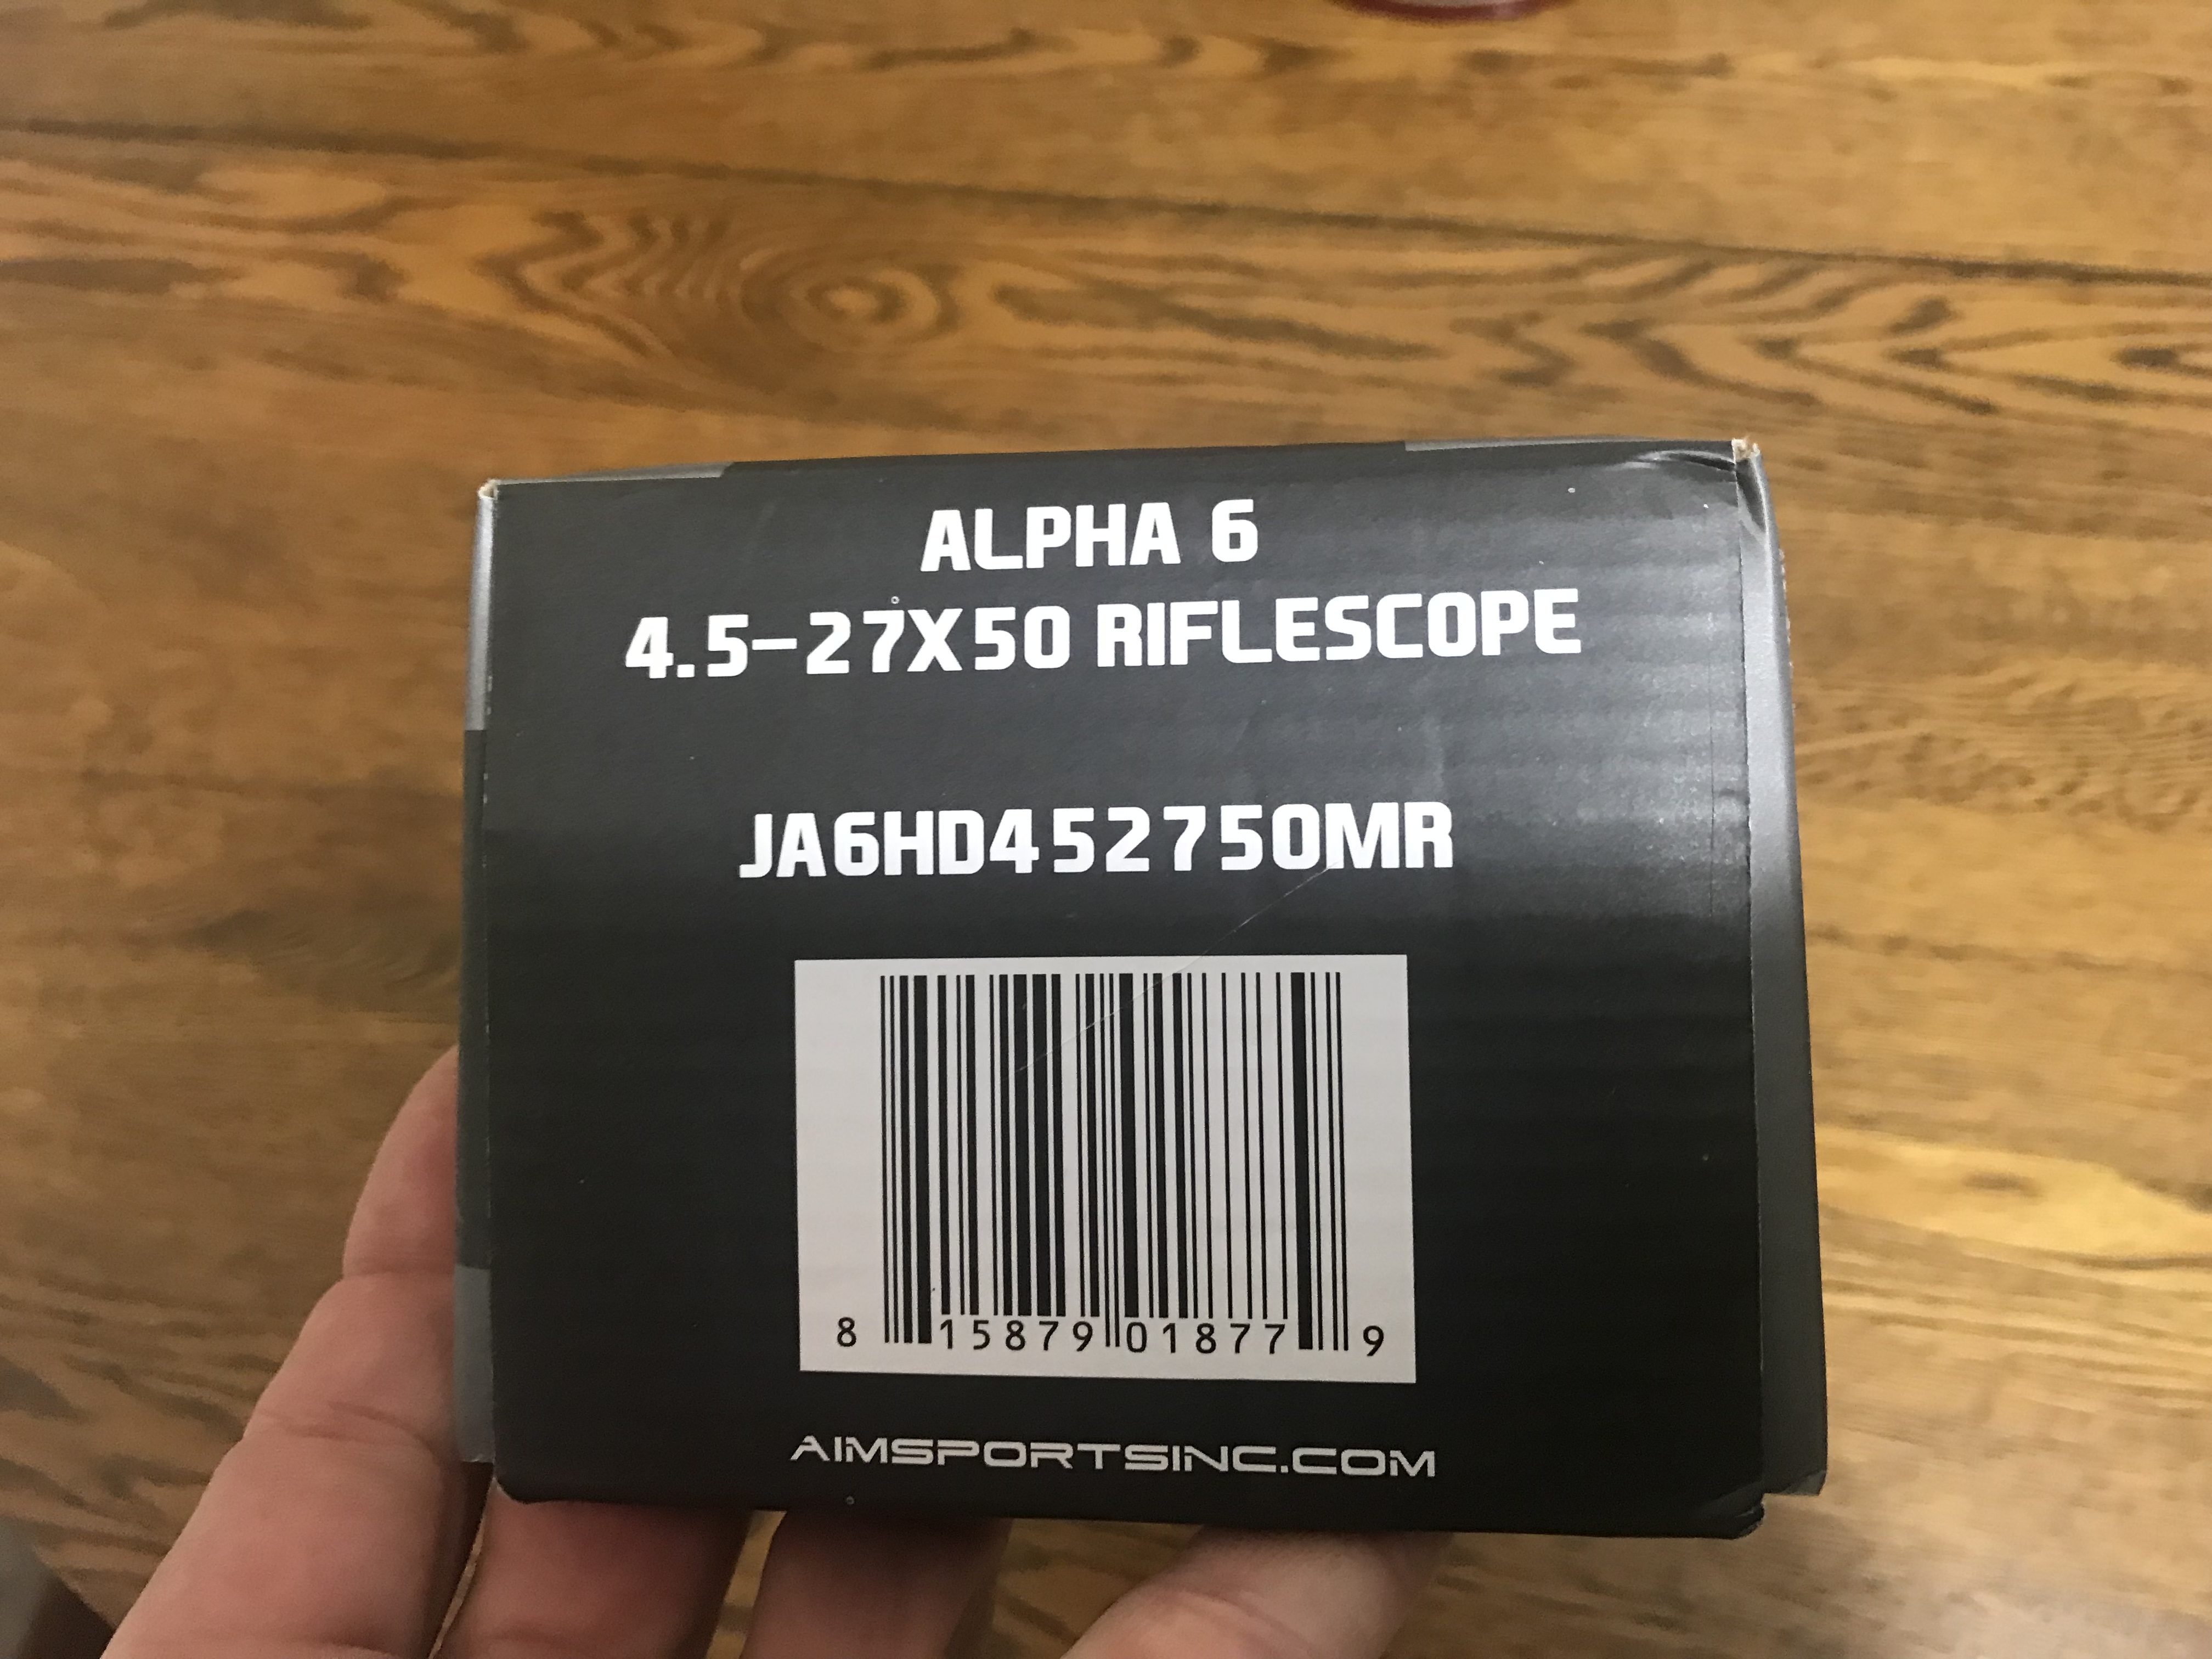 ALPHA 6
4.5-27X50 RIFLESCOPE
JA6HD452750MR
8 15879 01877 9
AIMSPORTSINC.COM